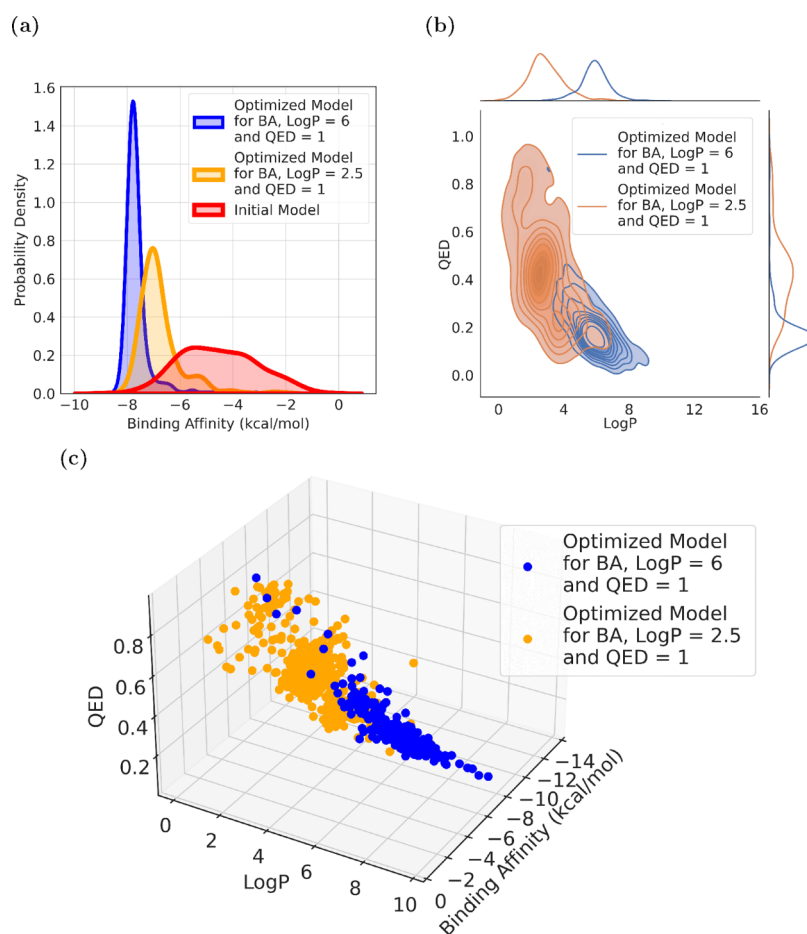 (a)
1.6
1.4
1.2
1.0
0.8
0.6
0.4
0.2
0.0
Probability Density
Optimized Model
for BA, LogP = 6
and QED = 1
Optimized Model
for BA, LogP = 2.5
and QED = 1
Initial Model
−10
−8
−6
−4
−2
0
Binding Affinity (kcal/mol)
(b)
1.0
0.8
0.6
0.4
0.2
0.0
QED
Optimized Model
for BA, LogP = 6
and QED = 1
Optimized Model
for BA, LogP = 2.5
and QED = 1
0
4
8
12
16
LogP
(c)
Optimized Model
for BA, LogP = 6
and QED = 1
Optimized Model
for BA, LogP = 2.5
and QED = 1
0.8
0.6
0.4
0.2
QED
0
2
4
6
8
10
LogP
−14
−12
−10
−8
−6
−4
−2
0
Binding Affinity (kcal/mol)